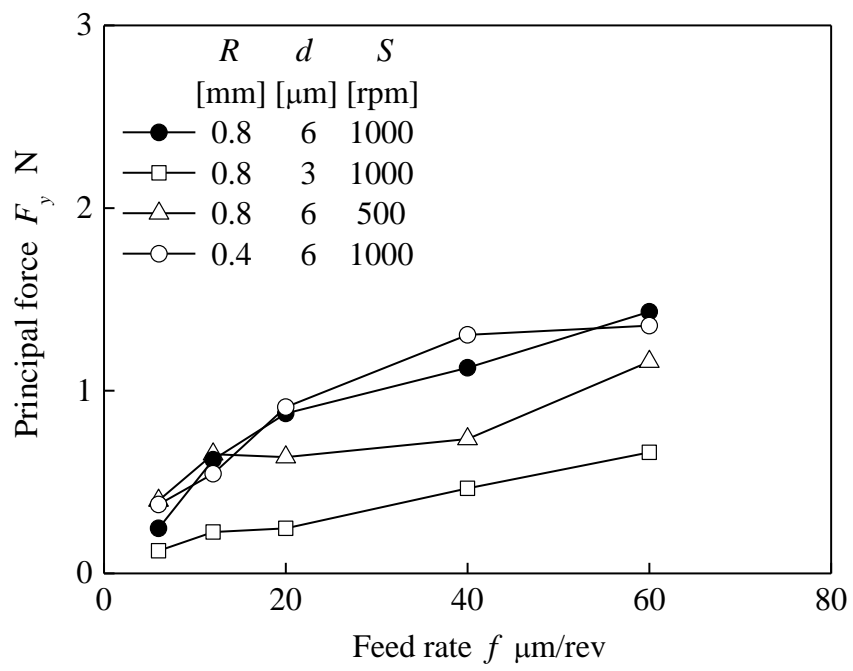 3
2
1
0
Principal force F_y N
R d S
[mm] [μm] [rpm]
0.8 6 1000
0.8 3 1000
0.8 6 500
0.4 6 1000
0 20 40 60 80
Feed rate f μm/rev